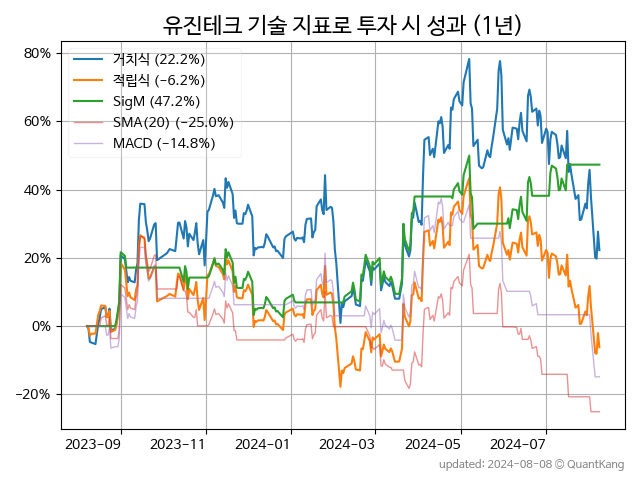 유진테크 기술 지표로 투자 시 성과 (1년)
거치식 (22.2%)
적립식 (−6.2%)
SigM (47.2%)
SMA(20) (−25.0%)
MACD (−14.8%)
80%
60%
40%
20%
0%
−20%
2023-09 2023-11 2024-01 2024-03 2024-05 2024-07
updated: 2024-08-08 © QuantKang